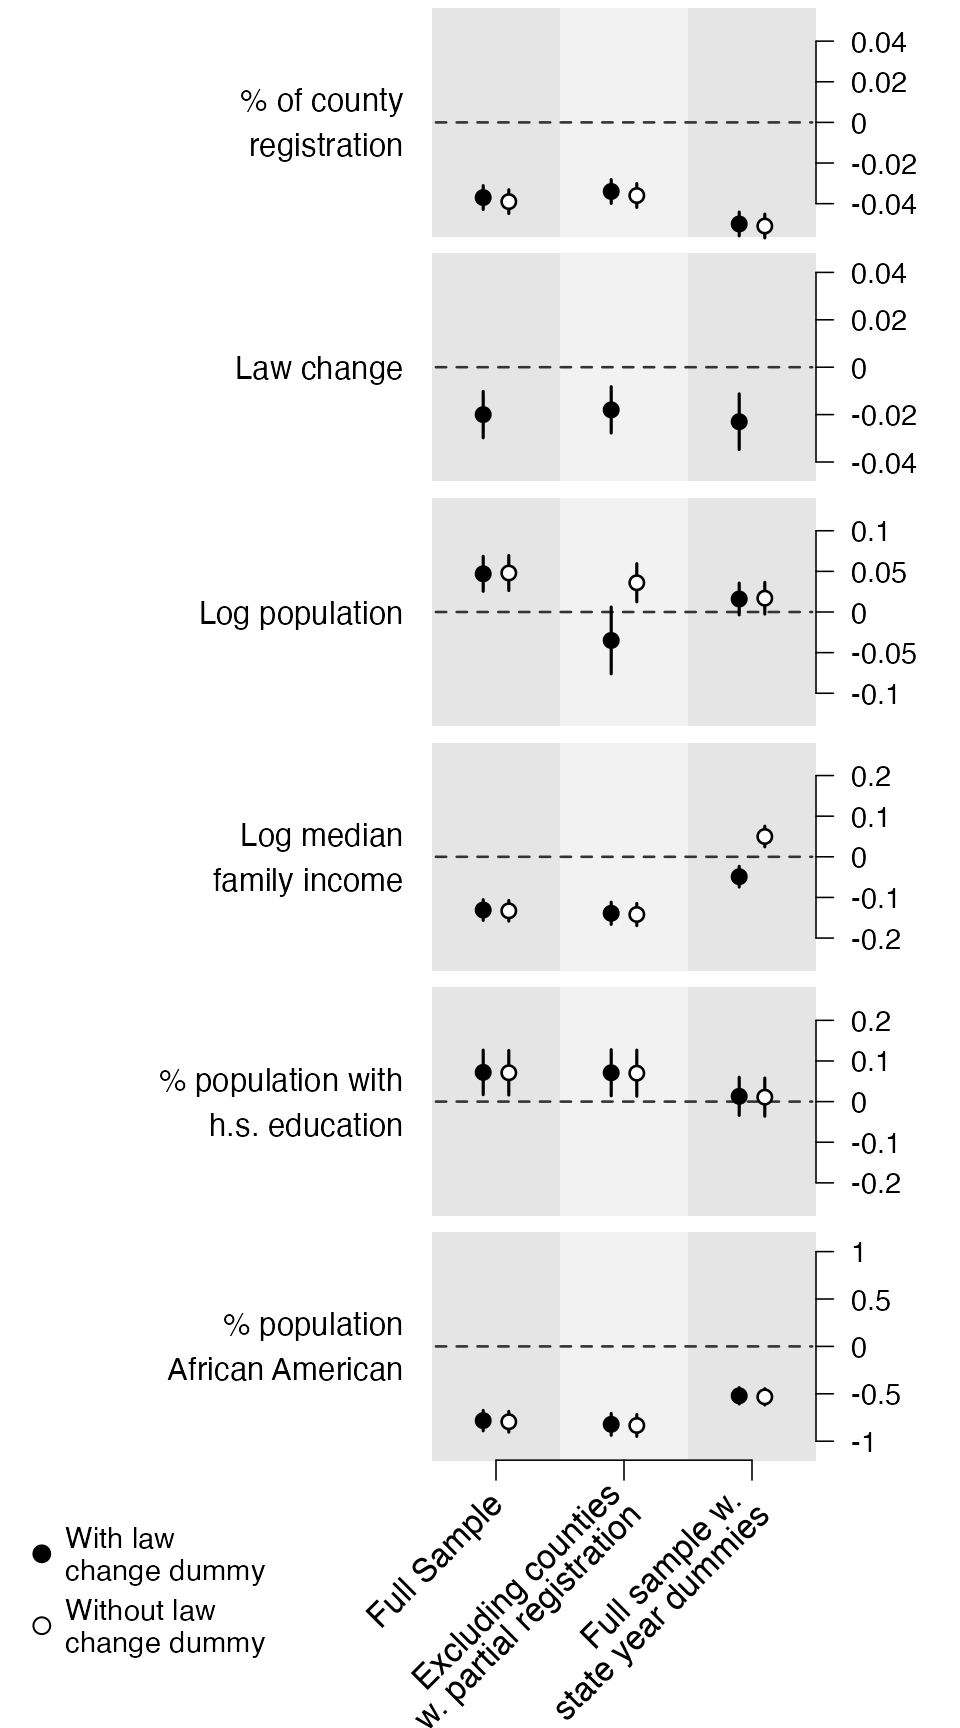 % of county
registration
0.04
0.02
0
-0.02
-0.04
Law change
0.04
0.02
0
-0.02
-0.04
Log population
0.1
0.05
0
-0.05
-0.1
Log median
family income
0.2
0.1
0
-0.1
-0.2
% population with
h.s. education
0.2
0.1
0
-0.1
-0.2
% population
African American
1
0.5
0
-0.5
-1
Full Sample
Excluding counties
w. partial registration
Full sample w.
state year dummies
With law
change dummy
Without law
change dummy